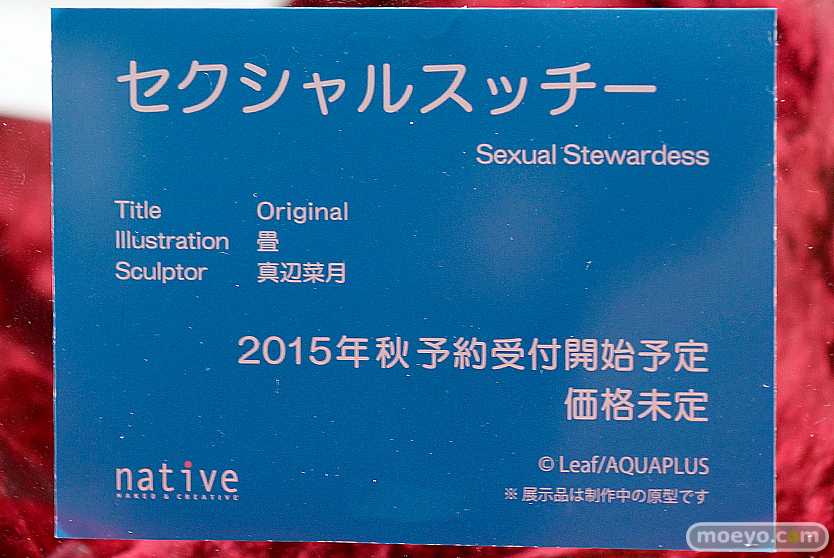 セクシャルスッチー
Sexual Stewardess
Title Original
Illustration 畳
Sculptor 真辺菜月
2015年秋予約受付開始予定
価格未定
© Leaf/AQUAPLUS
native
NAKED & CREATIVE
※展示品は制作中の原型です
moeyo.com